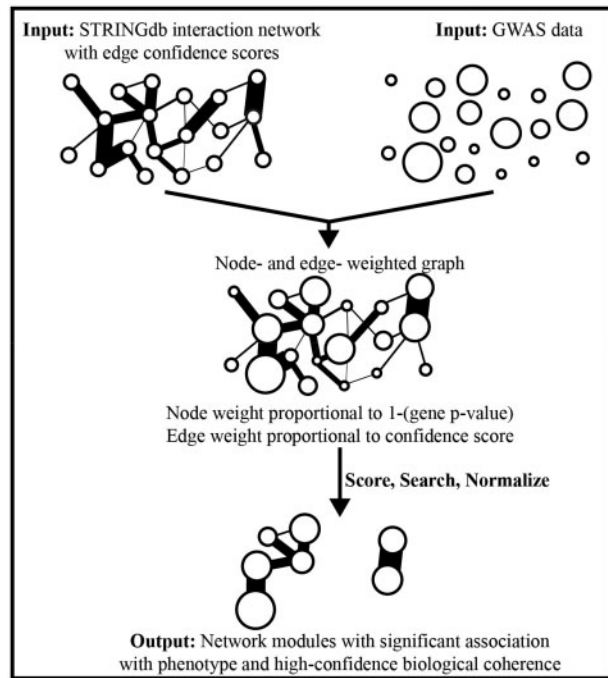 Input: STRINGdb interaction network
with edge confidence scores
Input: GWAS data
Node- and edge- weighted graph
Node weight proportional to 1-(gene p-value)
Edge weight proportional to confidence score
Score, Search, Normalize
Output: Network modules with significant association
with phenotype and high-confidence biological coherence